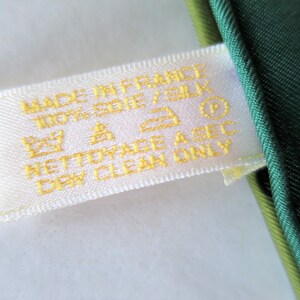 MADE IN FRANCE
100% SOIE / SILK
P
NETTOYAGE A SEC
DRY CLEAN ONLY